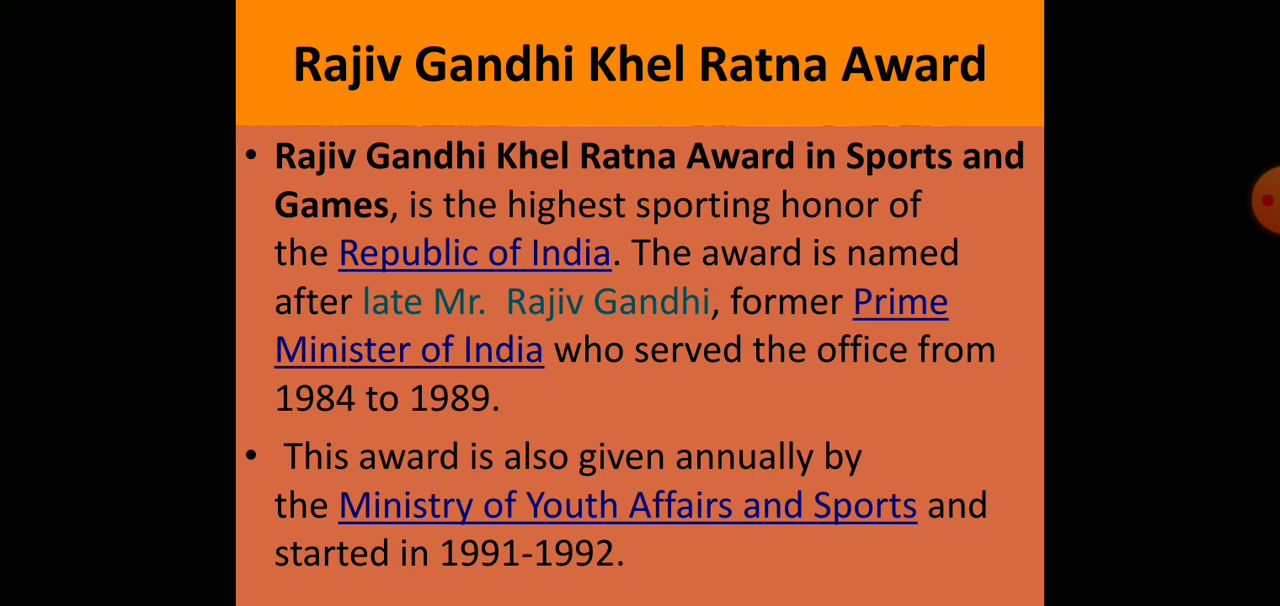 Rajiv Gandhi Khel Ratna Award
• Rajiv Gandhi Khel Ratna Award in Sports and
Games, is the highest sporting honor of
the Republic of India. The award is named
after late Mr.  Rajiv Gandhi, former Prime
Minister of India who served the office from
1984 to 1989.
• This award is also given annually by
the Ministry of Youth Affairs and Sports and
started in 1991-1992.